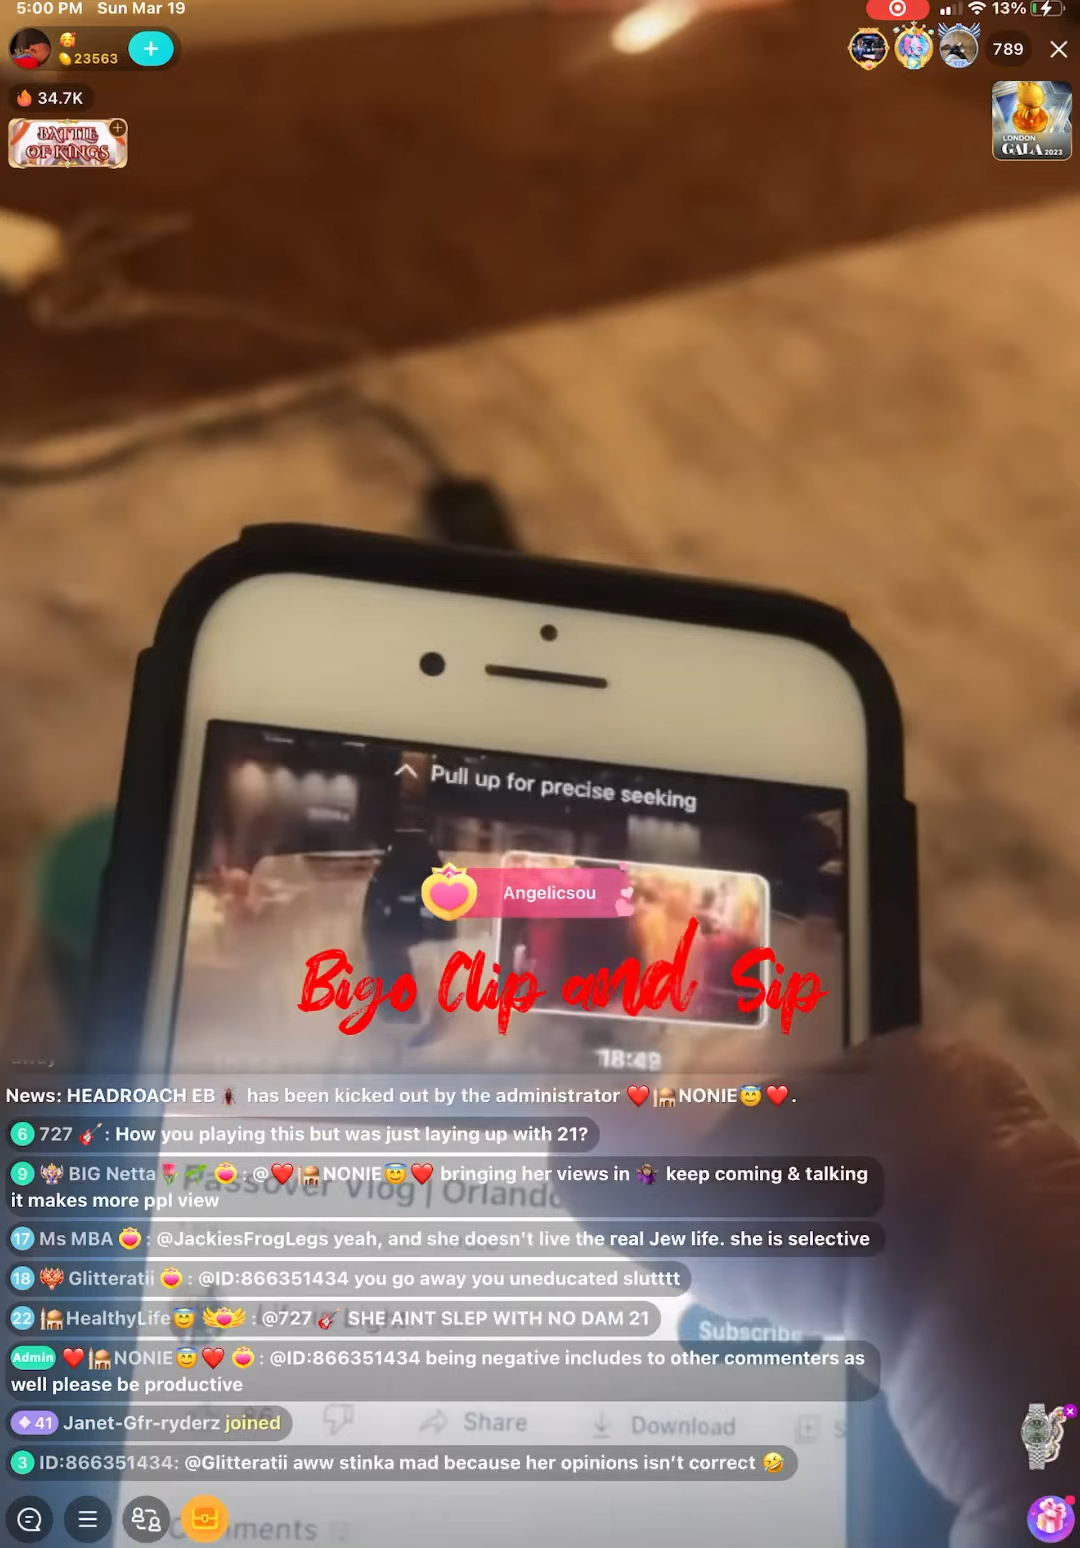 5:00 PM Sun Mar 19
13%
23563
789
34.7K
BATTLE
OF KINGS
LONDON
GALA 2023
Pull up for precise seeking
Angelicsou
Bigo Clip and Sip
18:49
News: HEADROACH EB 🪳 has been kicked out by the administrator ❤️🕌NONIE😇❤️.
6 727 🎸: How you playing this but was just laying up with 21?
9 BIG Netta🌷: @❤️🕌NONIE😇❤️ bringing her views in keep coming & talking
it makes more ppl view
Passover Vlog | Orlando
17 Ms MBA: @JackiesFrogLegs yeah, and she doesn't live the real Jew life. she is selective
18 Glitteratii: @ID:866351434 you go away you uneducated slutttt
22 🕌HealthyLife😇: @727 🎸 SHE AINT SLEP WITH NO DAM 21
Subscribe
Admin ❤️🕌NONIE😇❤️: @ID:866351434 being negative includes to other commenters as
well please be productive
41 Janet-Gfr-ryderz joined
Share Download
3 ID:866351434: @Glitteratii aww stinka mad because her opinions isn't correct 🤣